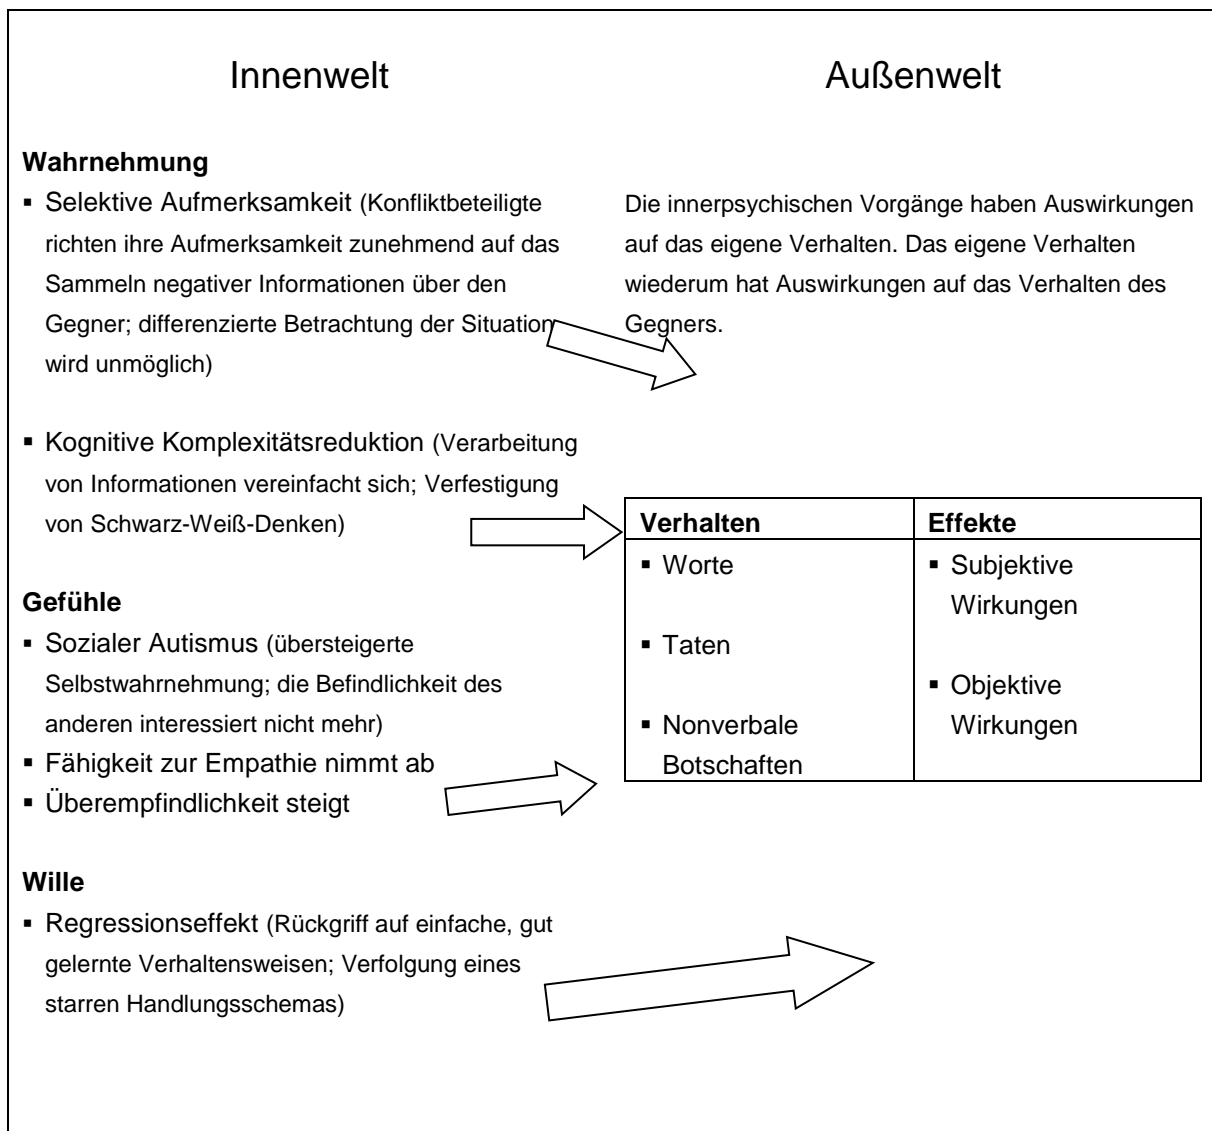 Innenwelt
Außenwelt
Wahrnehmung
▪ Selektive Aufmerksamkeit (Konfliktbeteiligte
richten ihre Aufmerksamkeit zunehmend auf das
Sammeln negativer Informationen über den
Gegner; differenzierte Betrachtung der Situation
wird unmöglich)
▪ Kognitive Komplexitätsreduktion (Verarbeitung
von Informationen vereinfacht sich; Verfestigung
von Schwarz-Weiß-Denken)
Gefühle
▪ Sozialer Autismus (übersteigerte
Selbstwahrnehmung; die Befindlichkeit des
anderen interessiert nicht mehr)
▪ Fähigkeit zur Empathie nimmt ab
▪ Überempfindlichkeit steigt
Wille
▪ Regressionseffekt (Rückgriff auf einfache, gut
gelernte Verhaltensweisen; Verfolgung eines
starren Handlungsschemas)
Die innerpsychischen Vorgänge haben Auswirkungen
auf das eigene Verhalten. Das eigene Verhalten
wiederum hat Auswirkungen auf das Verhalten des
Gegners.
Verhalten
▪ Worte
▪ Taten
▪ Nonverbale
Botschaften
Effekte
▪ Subjektive
Wirkungen
▪ Objektive
Wirkungen